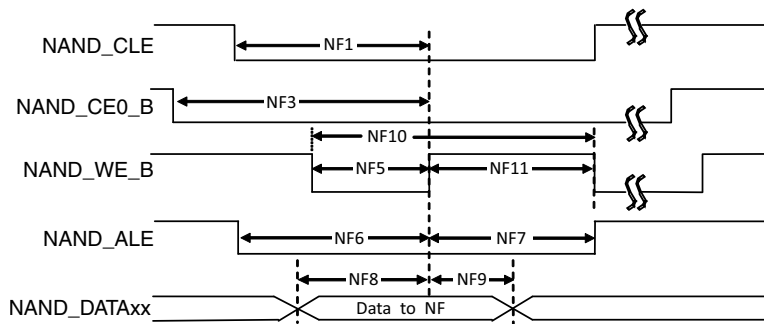 NAND_CLE
NF1
NAND_CE0_B
NF3
NF10
NAND_WE_B
NF5
NF11
NAND_ALE
NF6
NF7
NF8
NF9
NAND_DATAxx
Data to NF